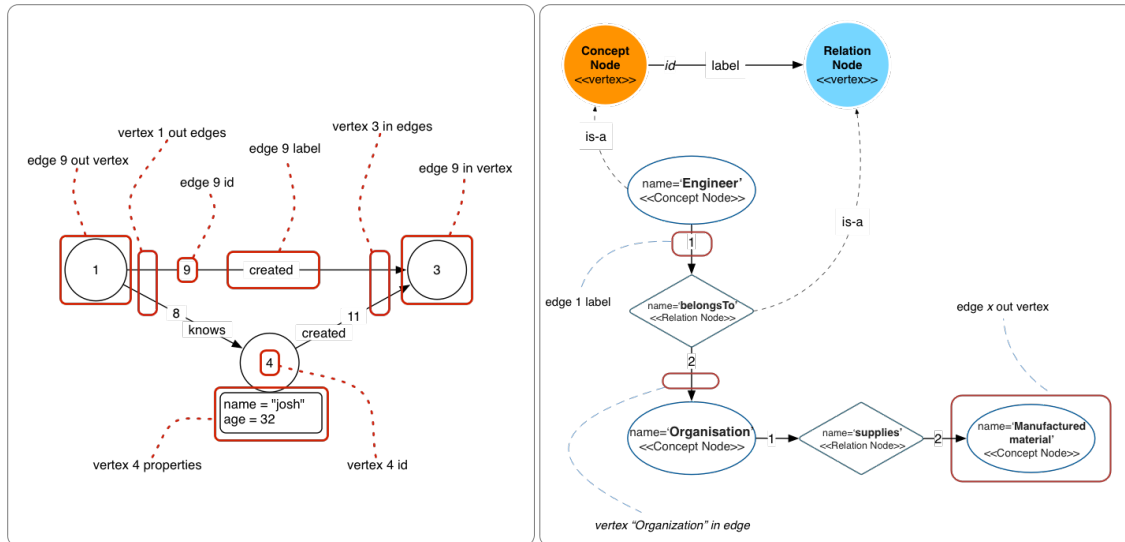 vertex 1 out edges
vertex 3 in edges
edge 9 label
edge 9 out vertex
edge 9 in vertex
edge 9 id
1
9
created
3
8
knows
11
created
4
name = "josh"
age = 32
vertex 4 properties
vertex 4 id
Concept
Node
<<vertex>>
id
label
Relation
Node
<<vertex>>
is-a
name=‘Engineer’
<<Concept Node>>
is-a
1
edge 1 label
name=‘belongsTo’
<<Relation Node>>
edge x out vertex
2
name=‘Organisation’
<<Concept Node>>
1
name=‘supplies’
<<Relation Node>>
2
name=‘Manufactured
material’
<<Concept Node>>
vertex “Organization” in edge